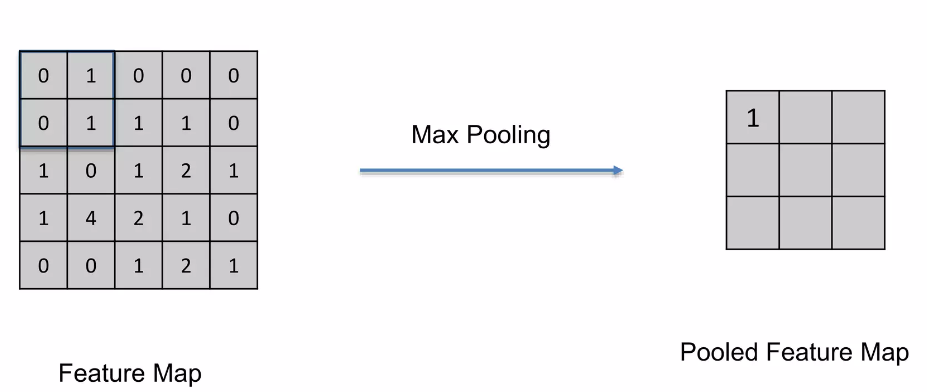 0 1 0 0 0
0 1 1 1 0
1 0 1 2 1
1 4 2 1 0
0 0 1 2 1
Feature Map
Max Pooling
1
Pooled Feature Map